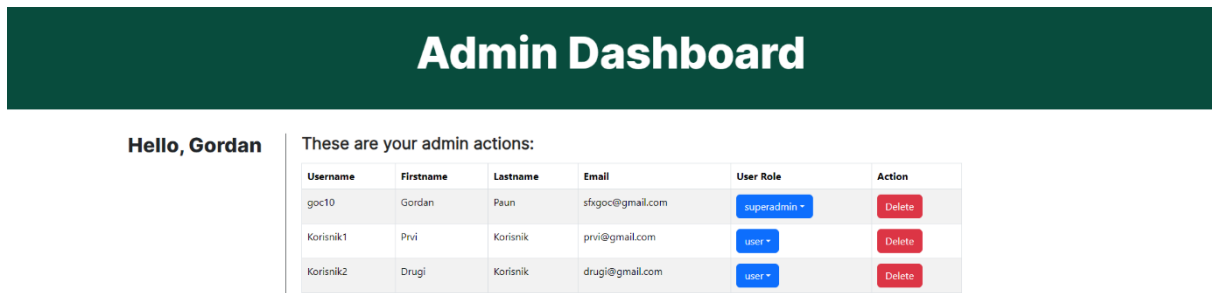 Admin Dashboard
Hello, Gordan
These are your admin actions:
Username Firstname Lastname Email User Role Action
goc10 Gordan Paun sfxgoc@gmail.com superadmin Delete
Korisnik1 Prvi Korisnik prvi@gmail.com user Delete
Korisnik2 Drugi Korisnik drugi@gmail.com user Delete